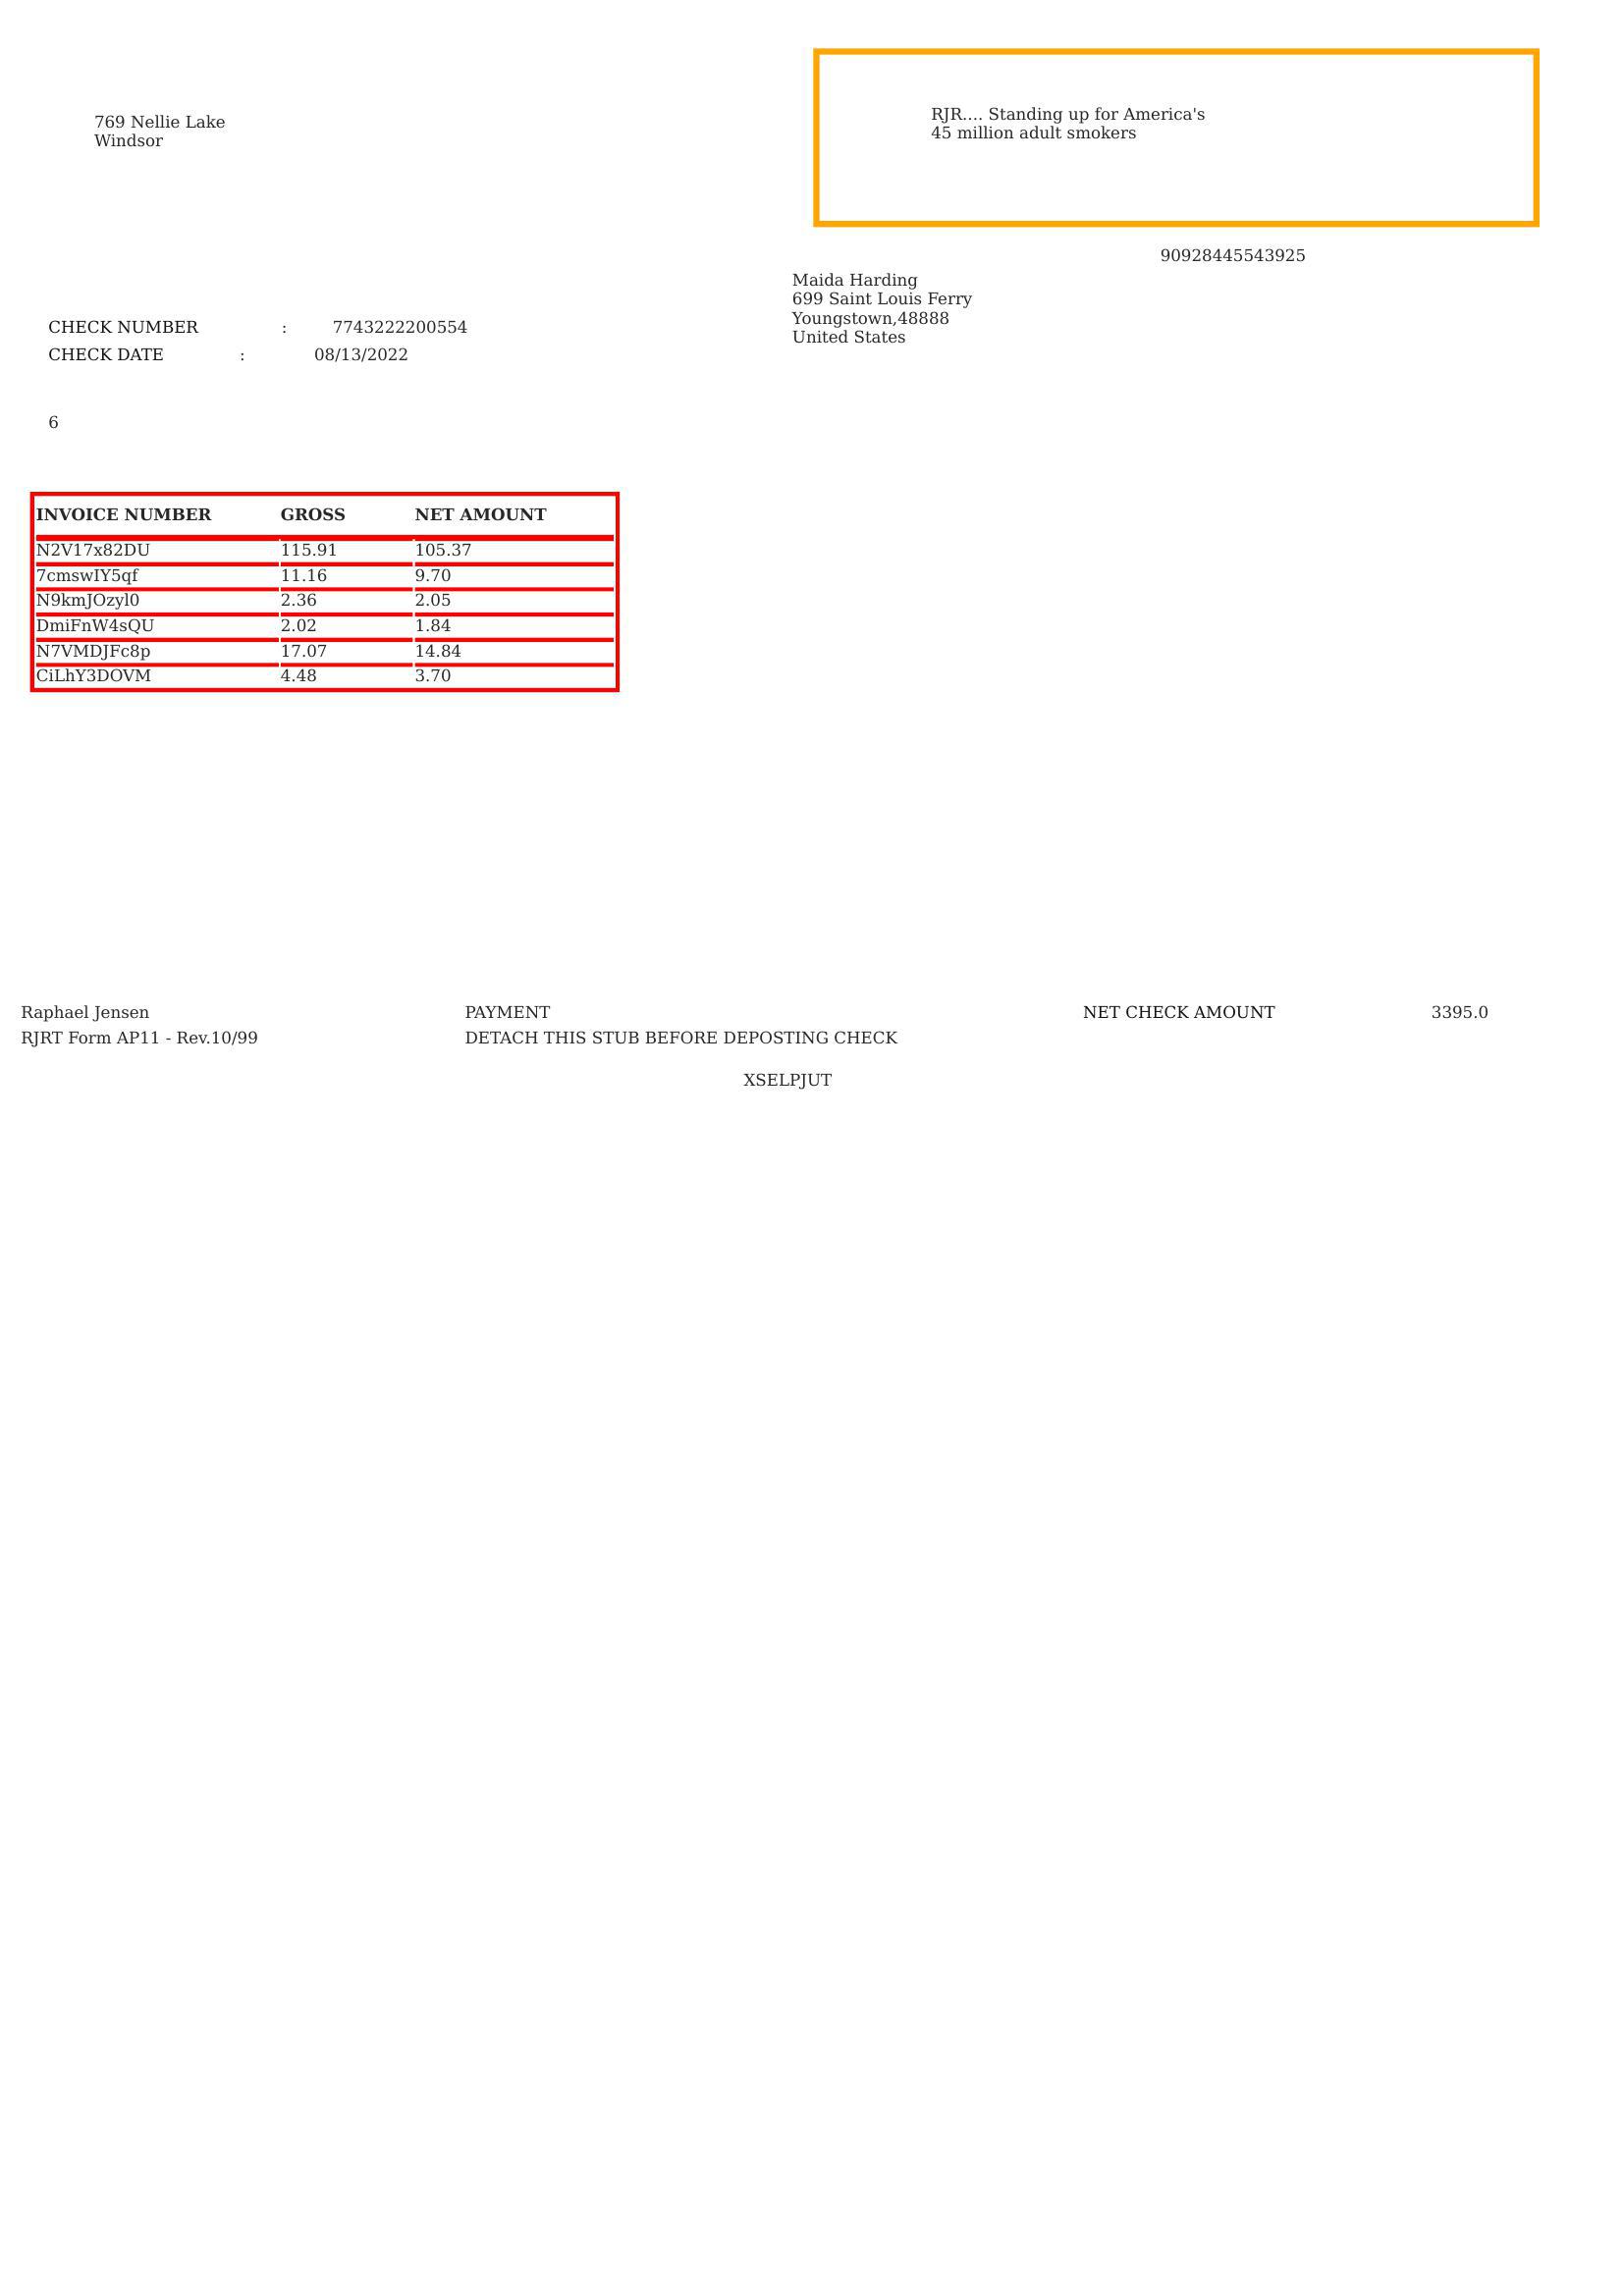 769 Nellie Lake
Windsor
RJR.... Standing up for America's
45 million adult smokers
90928445543925
Maida Harding
699 Saint Louis Ferry
Youngstown,48888
United States
CHECK NUMBER : 7743222200554
CHECK DATE : 08/13/2022
6
INVOICE NUMBER GROSS NET AMOUNT
N2V17x82DU 115.91 105.37
7cmswIY5qf 11.16 9.70
N9kmJOzyl0 2.36 2.05
DmiFnW4sQU 2.02 1.84
N7VMDJFc8p 17.07 14.84
CiLhY3DOVM 4.48 3.70
Raphael Jensen PAYMENT NET CHECK AMOUNT 3395.0
RJRT Form AP11 - Rev.10/99 DETACH THIS STUB BEFORE DEPOSTING CHECK
XSELPJUT